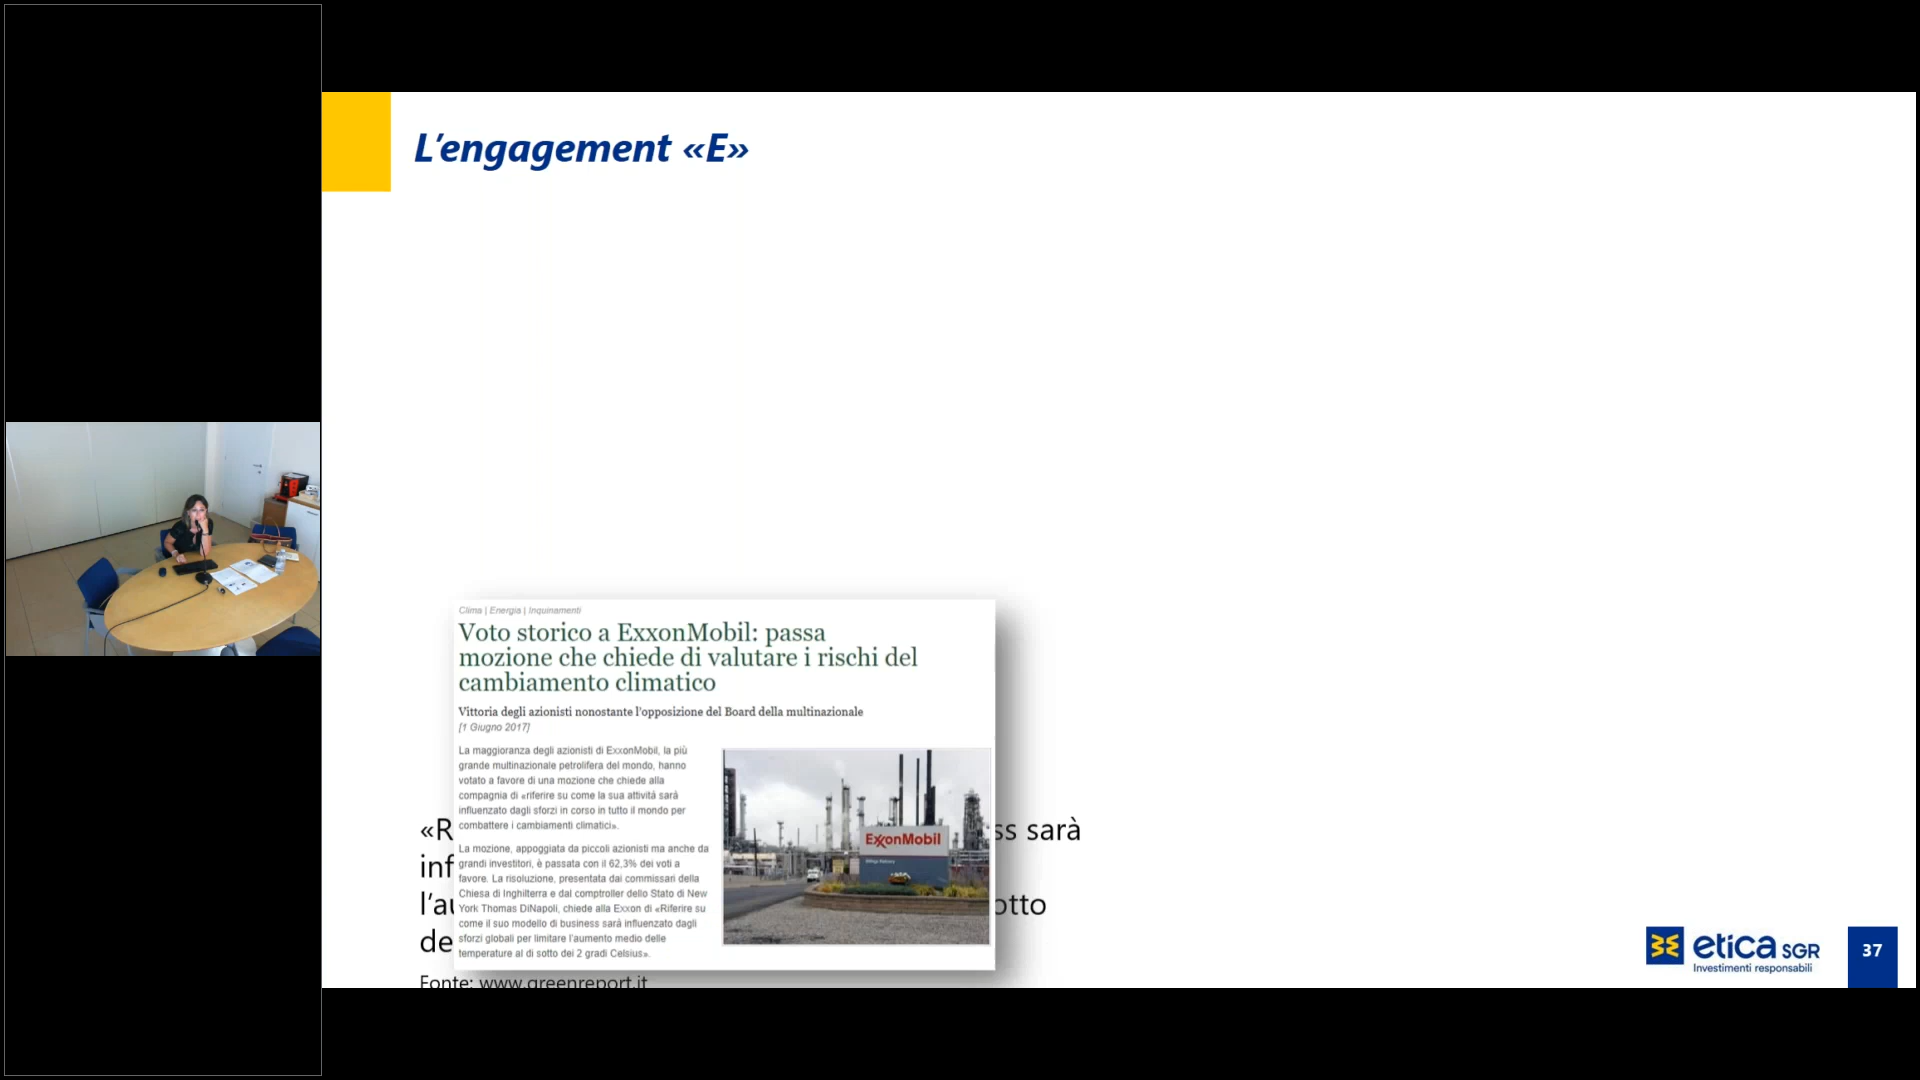 L'engagement «E»
Clima | Energia | Inquinamenti
Voto storico a ExxonMobil: passa
mozione che chiede di valutare i rischi del
cambiamento climatico
Vittoria degli azionisti nonostante l'opposizione del Board della multinazionale
[1 Giugno 2017]
La maggioranza degli azionisti di ExxonMobil, la più
grande multinazionale petrolifera del mondo, hanno
votato a favore di una mozione che chiede alla
compagnia di «riferire su come la sua attività sarà
influenzato dagli sforzi in corso in tutto il mondo per
combattere i cambiamenti climatici».
La mozione, appoggiata da piccoli azionisti ma anche da
grandi investitori, è passata con il 62,3% dei voti a
favore. La risoluzione, presentata dai commissari della
Chiesa di Inghilterra e dal comptroller dello Stato di New
York Thomas DiNapoli, chiede alla Exxon di «Riferire su
come il suo modello di business sarà influenzato dagli
sforzi globali per limitare l'aumento medio delle
temperature al di sotto dei 2 gradi Celsius».
ExxonMobil
sarà
Fonte: www.greenreport.it
etica SGR
Investimenti responsabili
37